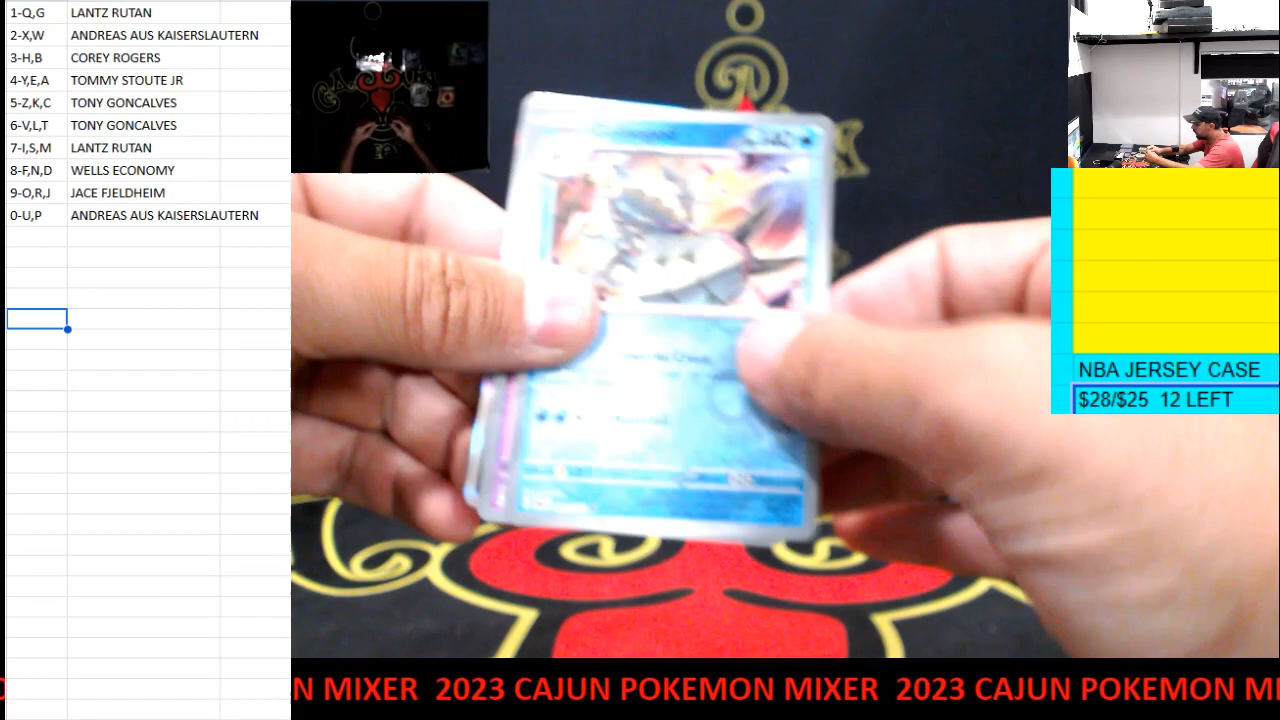 1-Q,G LANTZ RUTAN
2-X,W ANDREAS AUS KAISERSLAUTERN
3-H,B COREY ROGERS
4-Y,E,A TOMMY STOUTE JR
5-Z,K,C TONY GONCALVES
6-V,L,T TONY GONCALVES
7-I,S,M LANTZ RUTAN
8-F,N,D WELLS ECONOMY
9-O,R,J JACE FJELDHEIM
0-U,P ANDREAS AUS KAISERSLAUTERN
NBA JERSEY CASE
$28/$25 12 LEFT
N MIXER 2023 CAJUN POKEMON MIXER 2023 CAJUN POKEMON MI